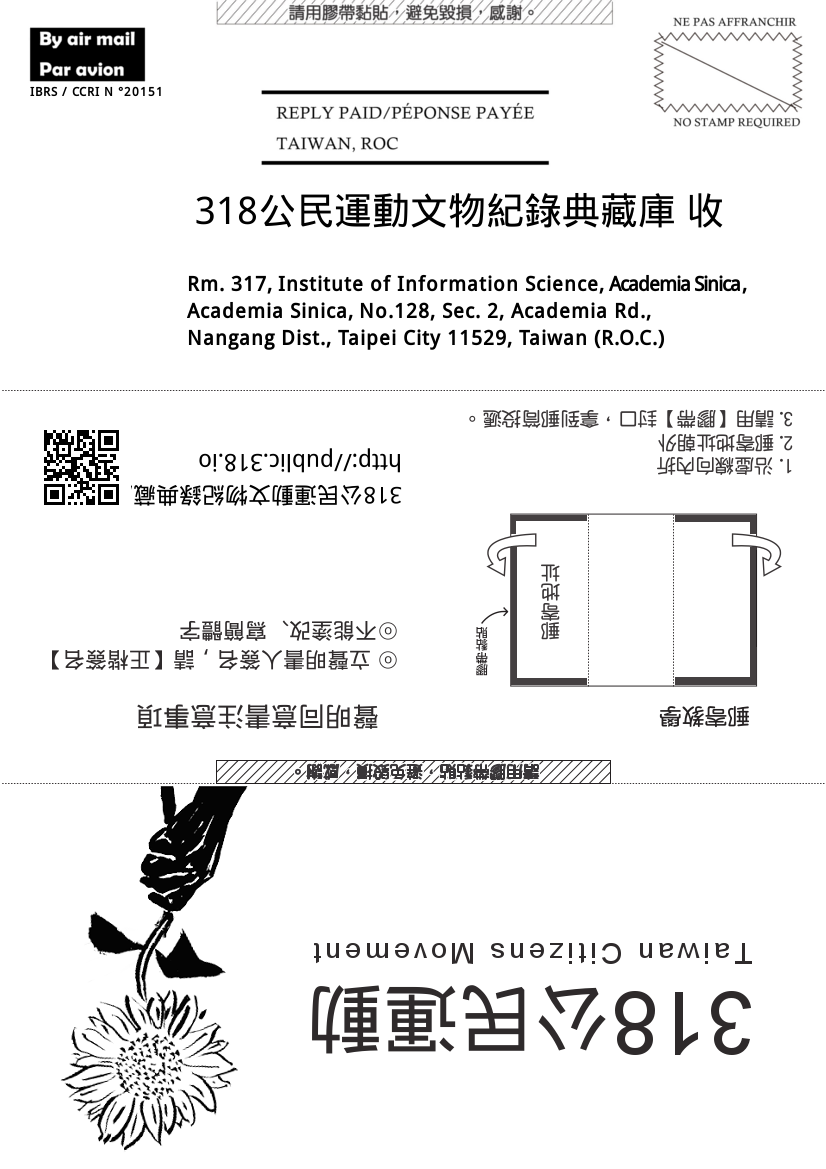 請用膠帶黏貼，避免毀損，感謝。
By air mail
Par avion
IBRS / CCRI N °20151
NE PAS AFFRANCHIR
NO STAMP REQUIRED
REPLY PAID/PÉPONSE PAYÉE
TAIWAN, ROC
318公民運動文物紀錄典藏庫 收
Rm. 317, Institute of Information Science, Academia Sinica,
Academia Sinica, No.128, Sec. 2, Academia Rd.,
Nangang Dist., Taipei City 11529, Taiwan (R.O.C.)
郵寄教學
郵寄地址
膠帶黏貼
1. 沿虛線向內折
2. 郵寄地址朝外
3. 請用【膠帶】封口，拿到郵筒投遞。
聲明同意書注意事項
◎ 立聲明書人簽名，請【正楷簽名】
◎不能塗改、寫簡體字
318公民運動文物紀錄典藏
http://public.318.io
請用膠帶黏貼，避免毀損，感謝。
318公民運動
Taiwan Citizens Movement